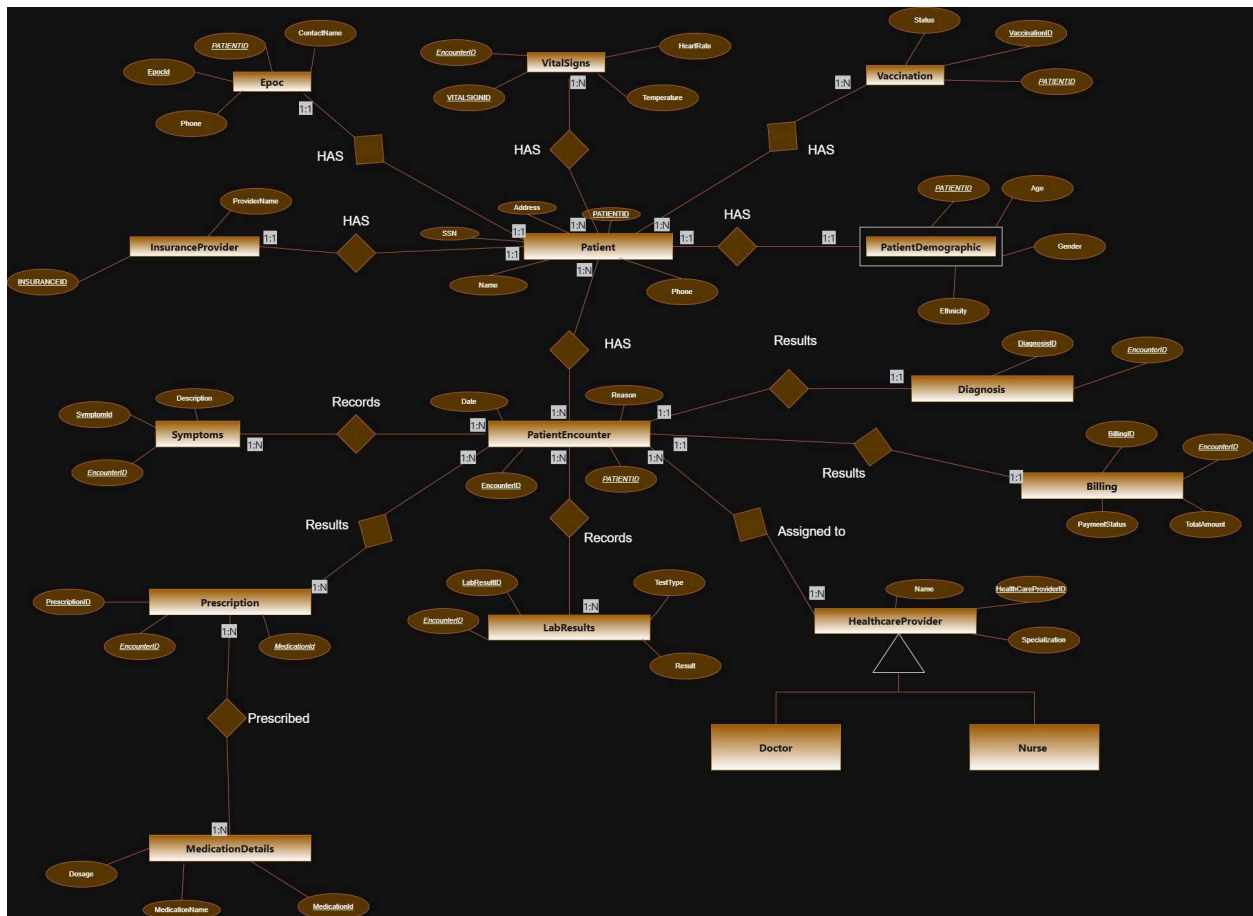 Status
ContactName
PATIENTID
VaccinationID
EncounterID
HeartRate
VitalSigns
EpocId
Epoc
Vaccination
1:N
1:N
PATIENTID
VITALSIGNID
Temperature
1:1
Phone
HAS
HAS
HAS
PATIENTID
Age
ProviderName
Address
PATIENTID
HAS
HAS
1:N
1:N
SSN
1:1
1:1
InsuranceProvider
1:1
Patient
1:1
1:1
PatientDemographic
Gender
1:N
INSURANCEID
Name
Phone
Ethnicity
HAS
Results
DiagnosisID
EncounterID
1:1
Diagnosis
Description
Records
Date
Reason
SymptomId
1:N
1:N
1:1
Symptoms
PatientEncounter
BillingID
1:N
1:1
EncounterID
1:N
1:N
1:N
EncounterID
EncounterID
PATIENTID
Results
1:1
Billing
Results
Records
Assigned to
PaymentStatus
TotalAmount
1:N
LabResultID
TestType
Name
HealthCareProviderID
PrescriptionID
Prescription
1:N
1:N
EncounterID
LabResults
HealthcareProvider
1:N
EncounterID
MedicationId
Specialization
Result
Prescribed
Doctor
Nurse
1:N
MedicationDetails
Dosage
MedicationName
MedicationId